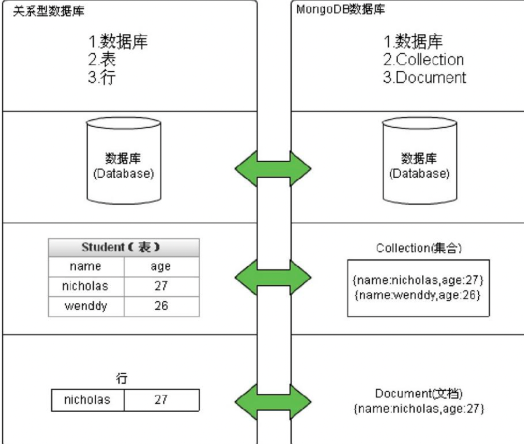 关系型数据库
1.数据库
2.表
3.行
MongoDB数据库
1.数据库
2.Collection
3.Document
数据库
(Database)
数据库
(Database)
Student（表）
name age
nicholas 27
wenddy 26
Collection(集合)
{name:nicholas,age:27}
{name:wenddy,age:26}
行
nicholas 27
Document(文档)
{name:nicholas,age:27}